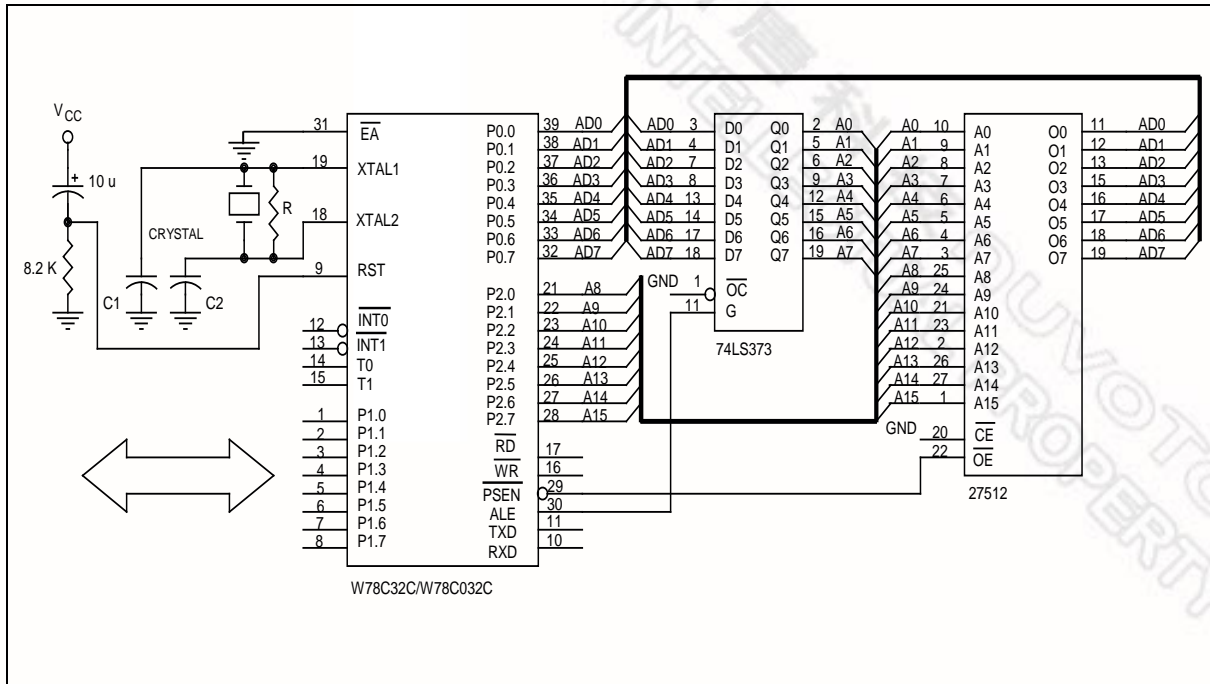 VCC
10 u
+
8.2 K
C1
C2
CRYSTAL
R
31 EA
19 XTAL1
18 XTAL2
9 RST
12 INT0
13 INT1
14 T0
15 T1
1 P1.0
2 P1.1
3 P1.2
4 P1.3
5 P1.4
6 P1.5
7 P1.6
8 P1.7
P0.0 39 AD0
P0.1 38 AD1
P0.2 37 AD2
P0.3 36 AD3
P0.4 35 AD4
P0.5 34 AD5
P0.6 33 AD6
P0.7 32 AD7
P2.0 21 A8
P2.1 22 A9
P2.2 23 A10
P2.3 24 A11
P2.4 25 A12
P2.5 26 A13
P2.6 27 A14
P2.7 28 A15
RD 17
WR 16
PSEN 29
ALE 30
TXD 11
RXD 10
W78C32C/W78C032C
AD0 3 D0 Q0 2 A0
AD1 4 D1 Q1 5 A1
AD2 7 D2 Q2 6 A2
AD3 8 D3 Q3 9 A3
AD4 13 D4 Q4 12 A4
AD5 14 D5 Q5 15 A5
AD6 17 D6 Q6 16 A6
AD7 18 D7 Q7 19 A7
GND 1 OC
11 G
74LS373
A0 10 A0 O0 11 AD0
A1 9 A1 O1 12 AD1
A2 8 A2 O2 13 AD2
A3 7 A3 O3 15 AD3
A4 6 A4 O4 16 AD4
A5 5 A5 O5 17 AD5
A6 4 A6 O6 18 AD6
A7 3 A7 O7 19 AD7
A8 25 A8
A9 24 A9
A10 21 A10
A11 23 A11
A12 2 A12
A13 26 A13
A14 27 A14
A15 1 A15
GND 20 CE
22 OE
27512